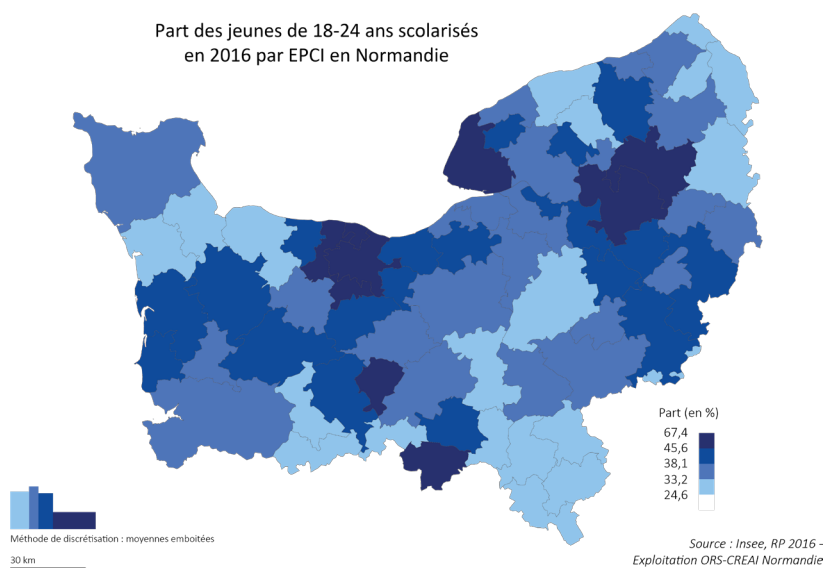 Part des jeunes de 18-24 ans scolarisés
en 2016 par EPCI en Normandie
Part (en %)
67,4
45,6
38,1
33,2
24,6
Méthode de discrétisation : moyennes emboitées
30 km
Source : Insee, RP 2016 -
Exploitation ORS-CREAI Normandie